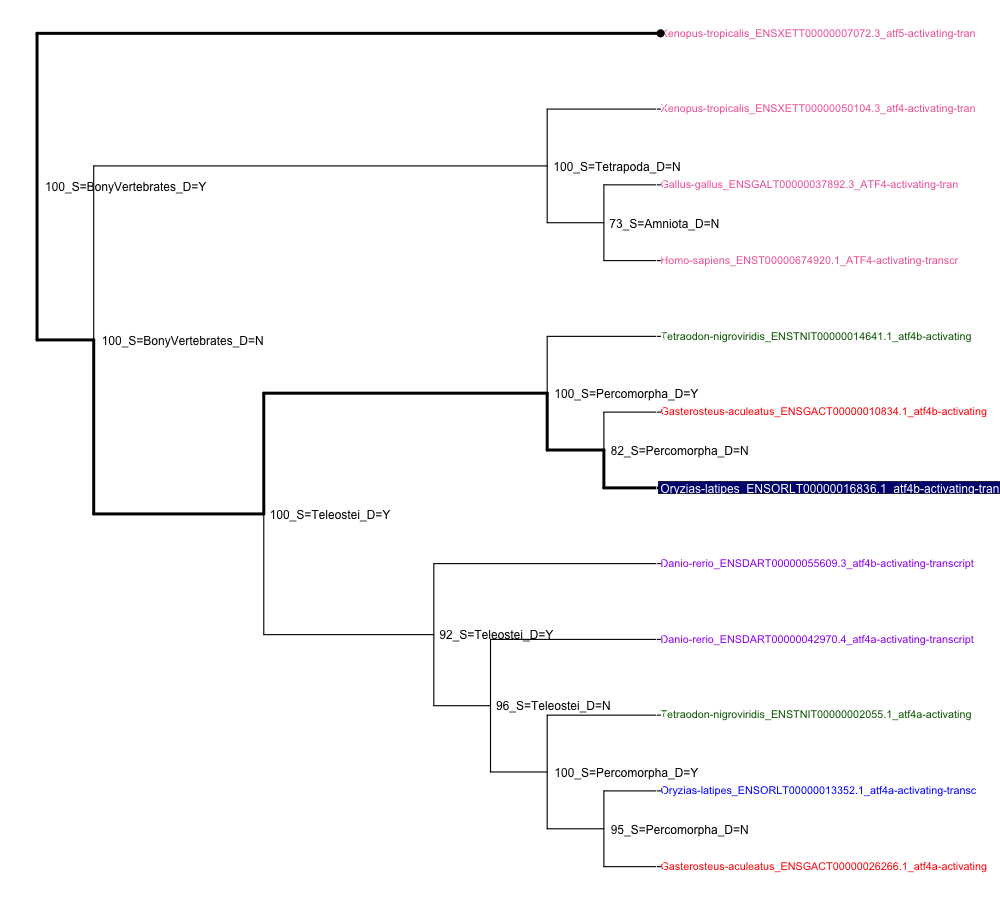 Xenopus-tropicalis_ENSXETT00000007072.3_atf5-activating-tran
Xenopus-tropicalis_ENSXETT00000050104.3_atf4-activating-tran
100_S=Tetrapoda_D=N
Gallus-gallus_ENSGALT00000037892.3_ATF4-activating-tran
100_S=BonyVertebrates_D=Y
73_S=Amniota_D=N
Homo-sapiens_ENST00000674920.1_ATF4-activating-transcr
Tetraodon-nigroviridis_ENSTNIT00000014641.1_atf4b-activating
100_S=BonyVertebrates_D=N
100_S=Percomorpha_D=Y
Gasterosteus-aculeatus_ENSGACT00000010834.1_atf4b-activating
82_S=Percomorpha_D=N
Oryzias-latipes_ENSORLT00000016836.1_atf4b-activating-tran
100_S=Teleostei_D=Y
Danio-rerio_ENSDART00000055609.3_atf4b-activating-transcript
92_S=Teleostei_D=Y
Danio-rerio_ENSDART00000042970.4_atf4a-activating-transcript
96_S=Teleostei_D=N
Tetraodon-nigroviridis_ENSTNIT00000002055.1_atf4a-activating
100_S=Percomorpha_D=Y
Oryzias-latipes_ENSORLT00000013352.1_atf4a-activating-transc
95_S=Percomorpha_D=N
Gasterosteus-aculeatus_ENSGACT00000026266.1_atf4a-activating